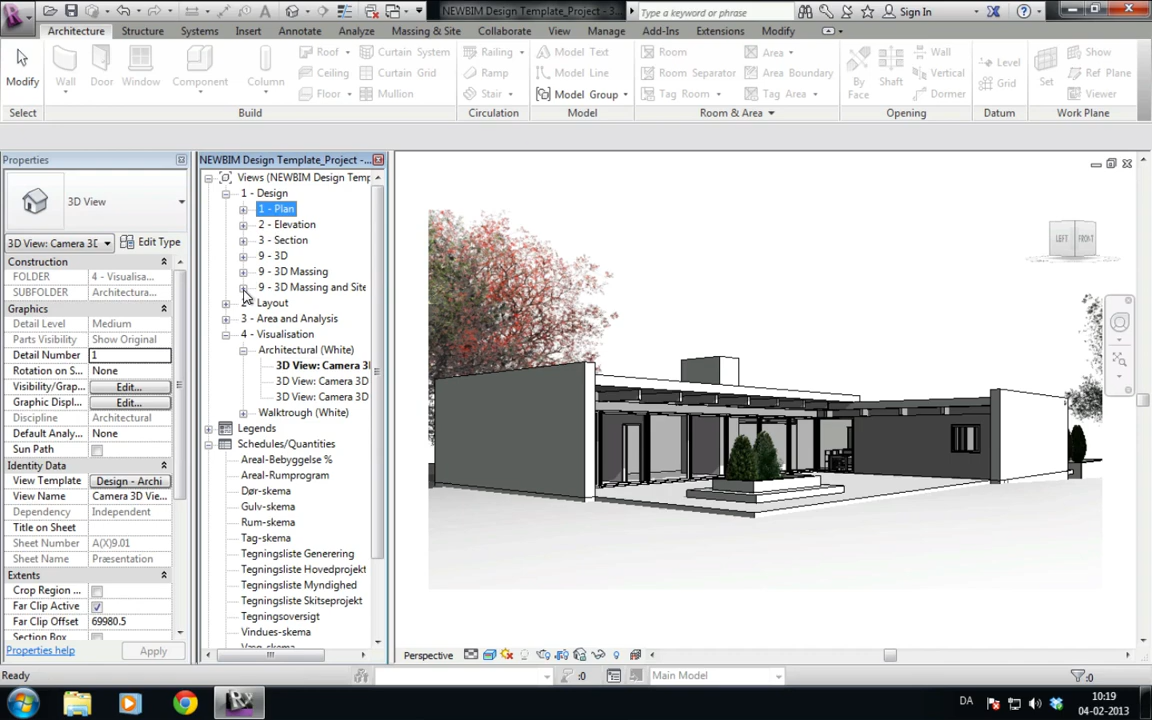 NEWBIM Design Template_Project - 3...
Type a keyword or phrase
Sign In
Architecture
Structure
Systems
Insert
Annotate
Analyze
Massing & Site
Collaborate
View
Manage
Add-Ins
Extensions
Modify
Modify
Wall
Door
Window
Component
Column
Roof
Ceiling
Floor
Curtain System
Curtain Grid
Mullion
Railing
Ramp
Stair
Model Text
Model Line
Model Group
Room
Room Separator
Tag Room
Area
Area Boundary
Tag Area
By
Face
Shaft
Wall
Vertical
Dormer
Level
Grid
Set
Show
Ref Plane
Viewer
Select
Build
Circulation
Model
Room & Area
Opening
Datum
Work Plane
Properties
3D View
3D View: Camera 3D
Edit Type
Construction
FOLDER
4 - Visualisa...
SUBFOLDER
Architectura...
Graphics
Detail Level
Medium
Parts Visibility
Show Original
Detail Number
1
Rotation on S...
None
Visibility/Grap...
Edit...
Graphic Displ...
Edit...
Discipline
Architectural
Default Analy...
None
Sun Path
Identity Data
View Template
Design - Archi
View Name
Camera 3D Vie...
Dependency
Independent
Title on Sheet
Sheet Number
A(X)9.01
Sheet Name
Præsentation
Extents
Crop Region ...
Far Clip Active
Far Clip Offset
69980.5
Section Box
Properties help
Apply
NEWBIM Design Template_Project -...
Views (NEWBIM Design Temp
1 - Design
1 - Plan
2 - Elevation
3 - Section
9 - 3D
9 - 3D Massing
9 - 3D Massing and Site
Layout
3 - Area and Analysis
4 - Visualisation
Architectural (White)
3D View: Camera 3D
3D View: Camera 3D
3D View: Camera 3D
Walktrough (White)
Legends
Schedules/Quantities
Areal-Bebyggelse %
Areal-Rumprogram
Dør-skema
Gulv-skema
Rum-skema
Tag-skema
Tegningsliste Generering
Tegningsliste Hovedprojekt
Tegningsliste Myndighed
Tegningsliste Skitseprojekt
Tegningsoversigt
Vindues-skema
LEFT
FRONT
Perspective
Ready
:0
Main Model
:0
DA
10:19
04-02-2013